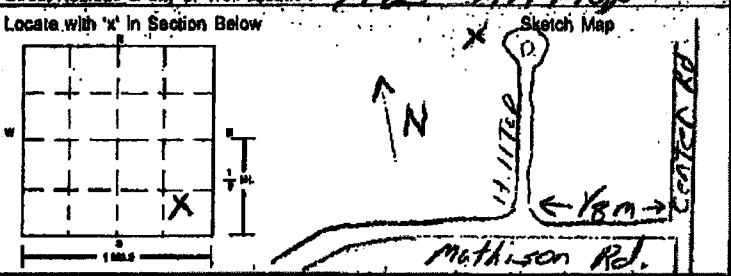 Locate with 'x' in Section Below
Sketch Map
X
D
N
W
N
HillTop
CENTER Rd
1/2 MI.
X
← 1/8 m →
S
1 MILE
Mathison Rd.